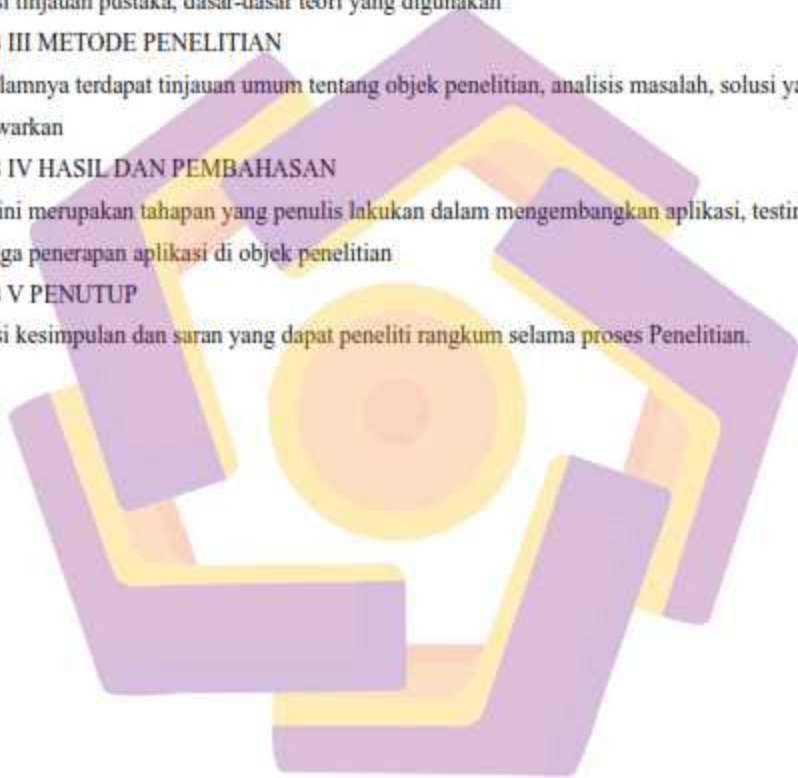 si tinjauan pustaka, dasar-dasar teori yang digunakan
III METODE PENELITIAN
lamnya terdapat tinjauan umum tentang objek penelitian, analisis masalah, solusi ya
warkan
IV HASIL DAN PEMBAHASAN
ini merupakan tahapan yang penulis lakukan dalam mengembangkan aplikasi, testin
ga penerapan aplikasi di objek penelitian
V PENUTUP
si kesimpulan dan saran yang dapat peneliti rangkum selama proses Penelitian.